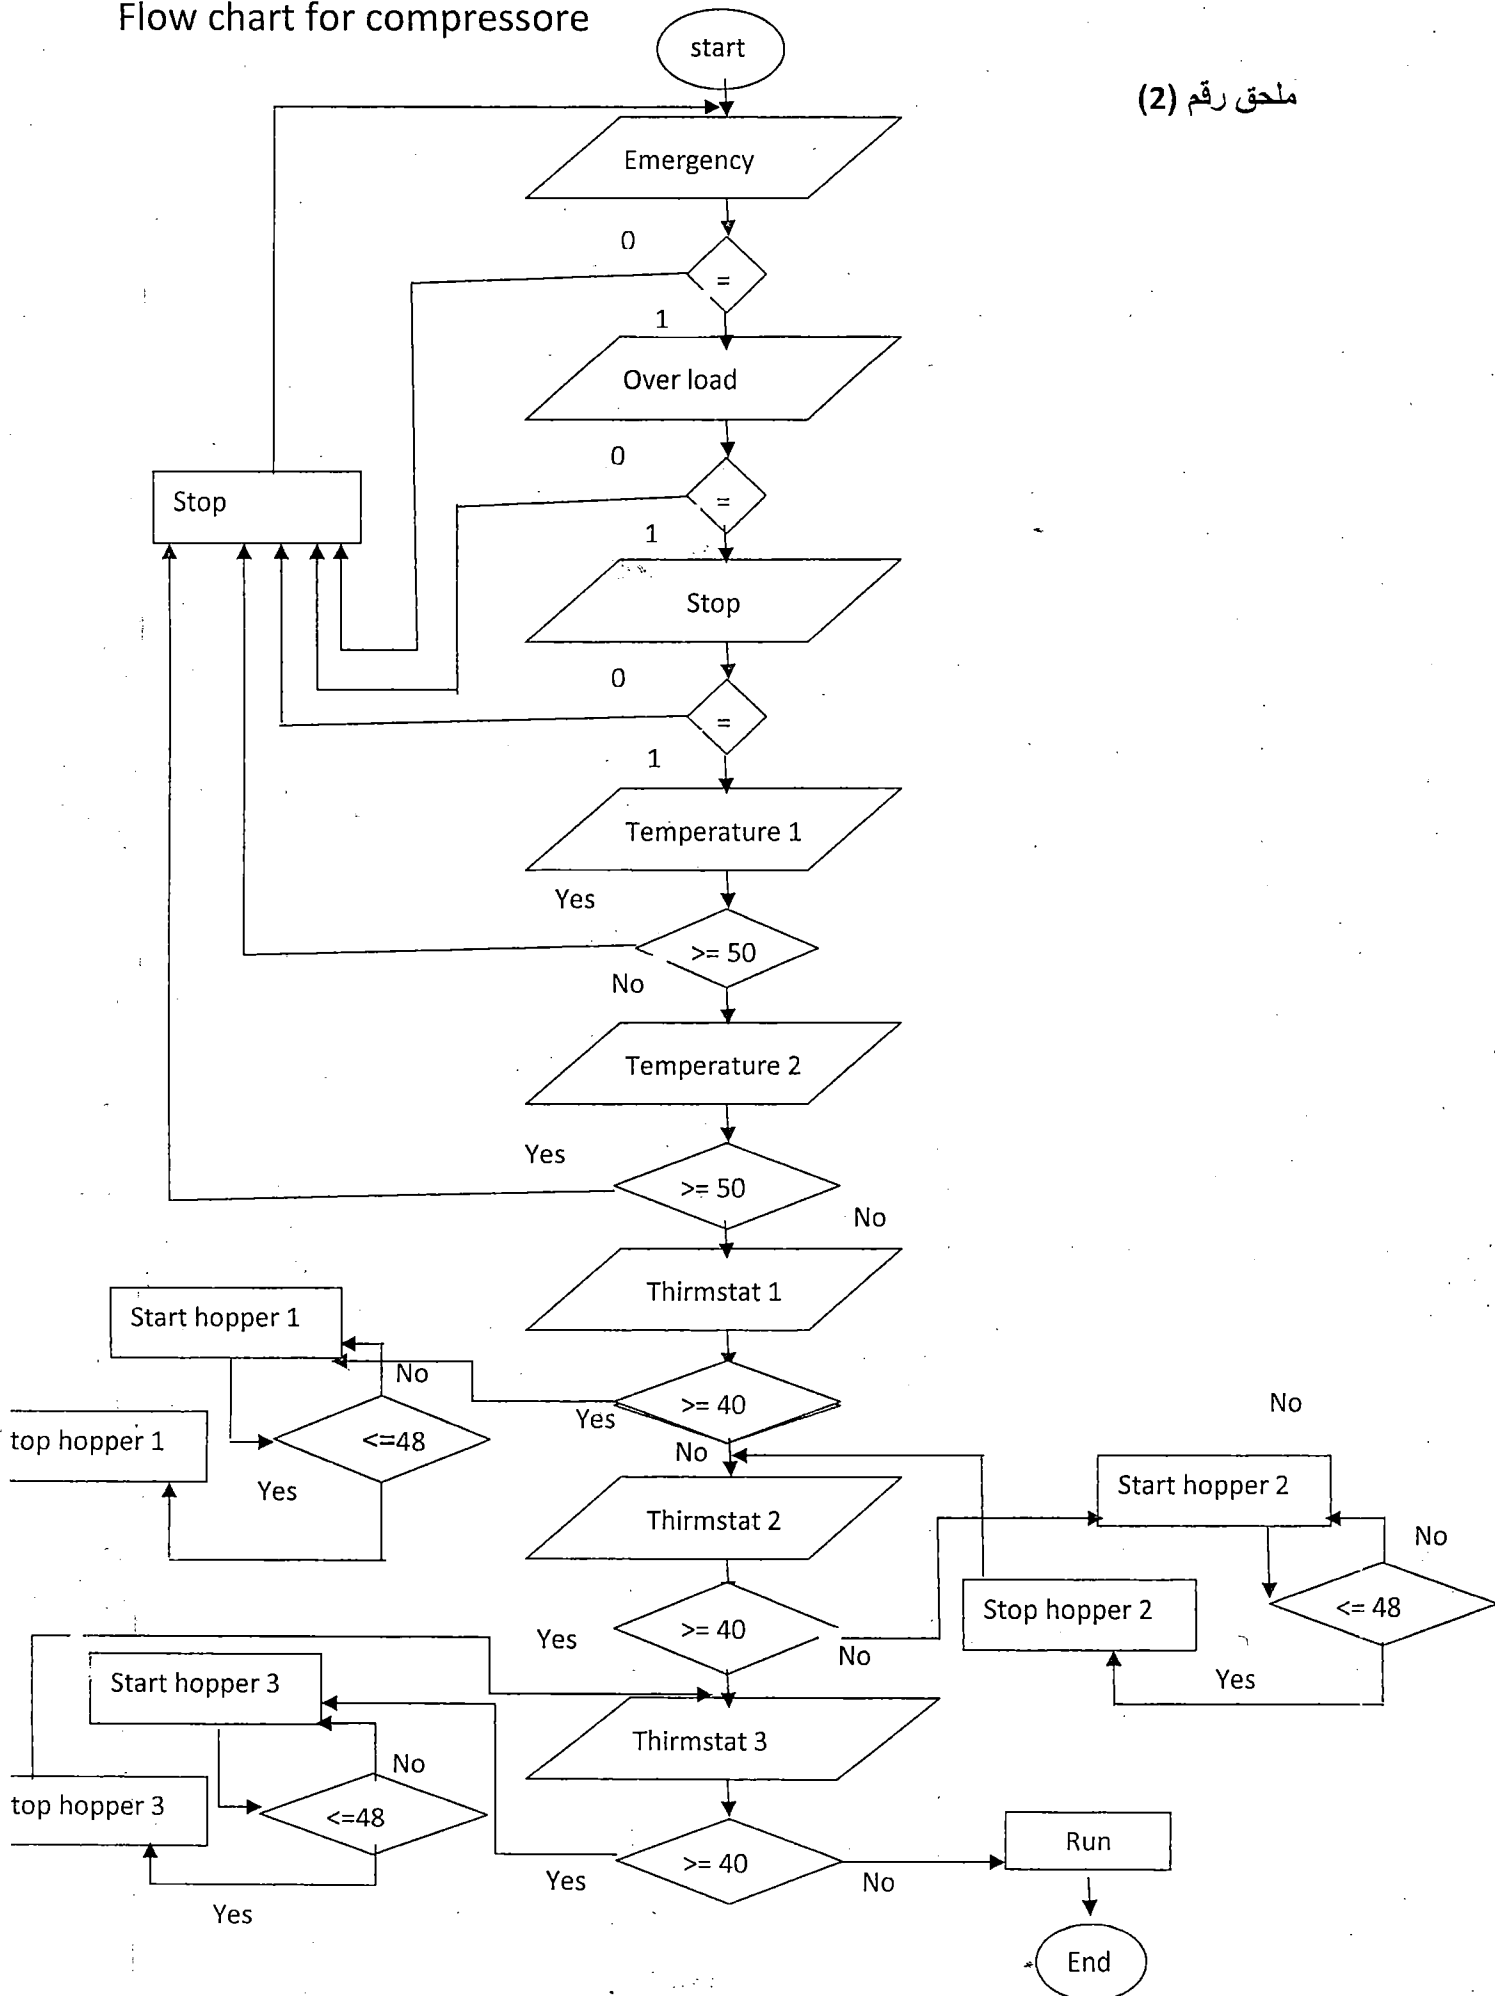 Flow chart for compressore
start
ملحق رقم (2)
Emergency
0
=
1
Over load
0
=
Stop
1
Stop
0
=
1
Temperature 1
Yes
>= 50
No
Temperature 2
Yes
>= 50
No
Thirmstat 1
Start hopper 1
No
>= 40
Yes
No
top hopper 1
<=48
No
Yes
Start hopper 2
Thirmstat 2
No
Stop hopper 2
<= 48
Yes
>= 40
No
Yes
Start hopper 3
Thirmstat 3
No
top hopper 3
<=48
Run
>= 40
Yes
No
Yes
End